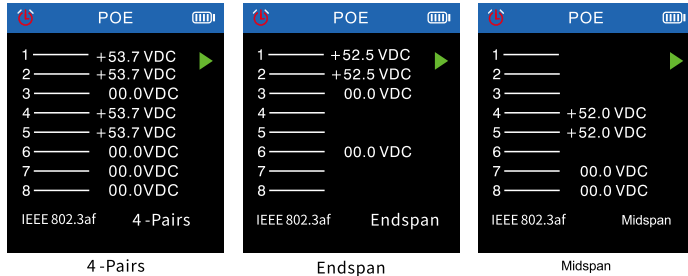 POE
1 +53.7 VDC
2 +53.7 VDC
3 00.0VDC
4 +53.7 VDC
5 +53.7 VDC
6 00.0VDC
7 00.0VDC
8 00.0VDC
IEEE 802.3af 4-Pairs
4-Pairs
POE
1 +52.5 VDC
2 +52.5 VDC
3 00.0 VDC
4
5
6 00.0 VDC
7
8
IEEE 802.3af Endspan
Endspan
POE
1
2
3
4 +52.0 VDC
5 +52.0 VDC
6
7 00.0 VDC
8 00.0 VDC
IEEE 802.3af Midspan
Midspan